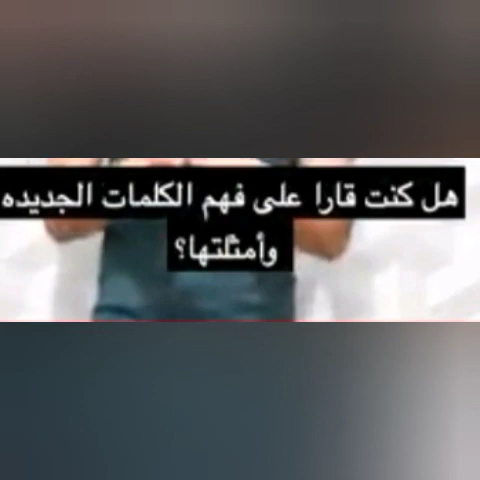 هل كنت قارا على فهم الكلمات الجديده
وأمثلتها؟